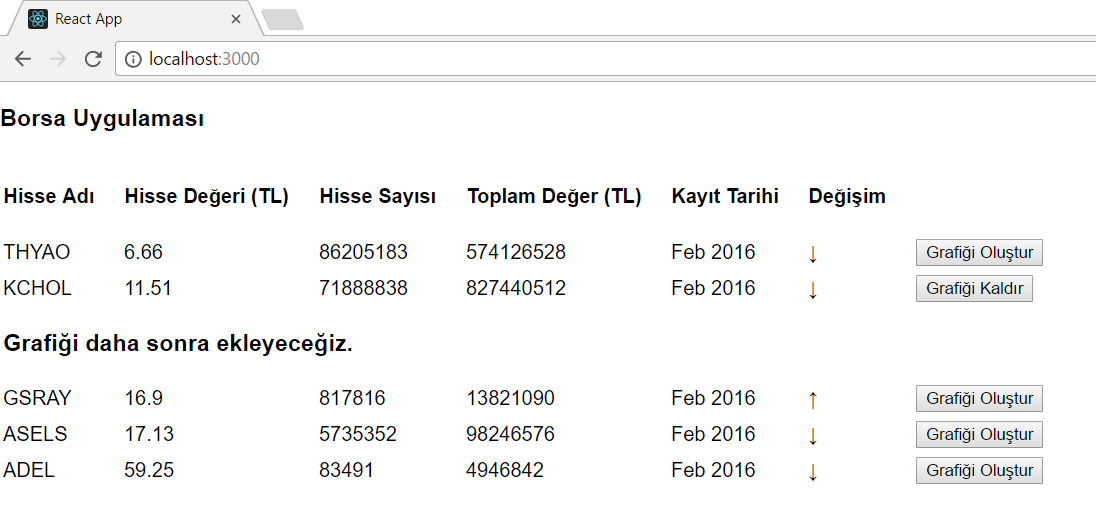 React App
localhost:3000
Borsa Uygulaması
Hisse Adı Hisse Değeri (TL) Hisse Sayısı Toplam Değer (TL) Kayıt Tarihi Değişim
THYAO 6.66 86205183 574126528 Feb 2016 ↓ Grafiği Oluştur
KCHOL 11.51 71888838 827440512 Feb 2016 ↓ Grafiği Kaldır
Grafiği daha sonra ekleyeceğiz.
GSRAY 16.9 817816 13821090 Feb 2016 ↑ Grafiği Oluştur
ASELS 17.13 5735352 98246576 Feb 2016 ↓ Grafiği Oluştur
ADEL 59.25 83491 4946842 Feb 2016 ↓ Grafiği Oluştur